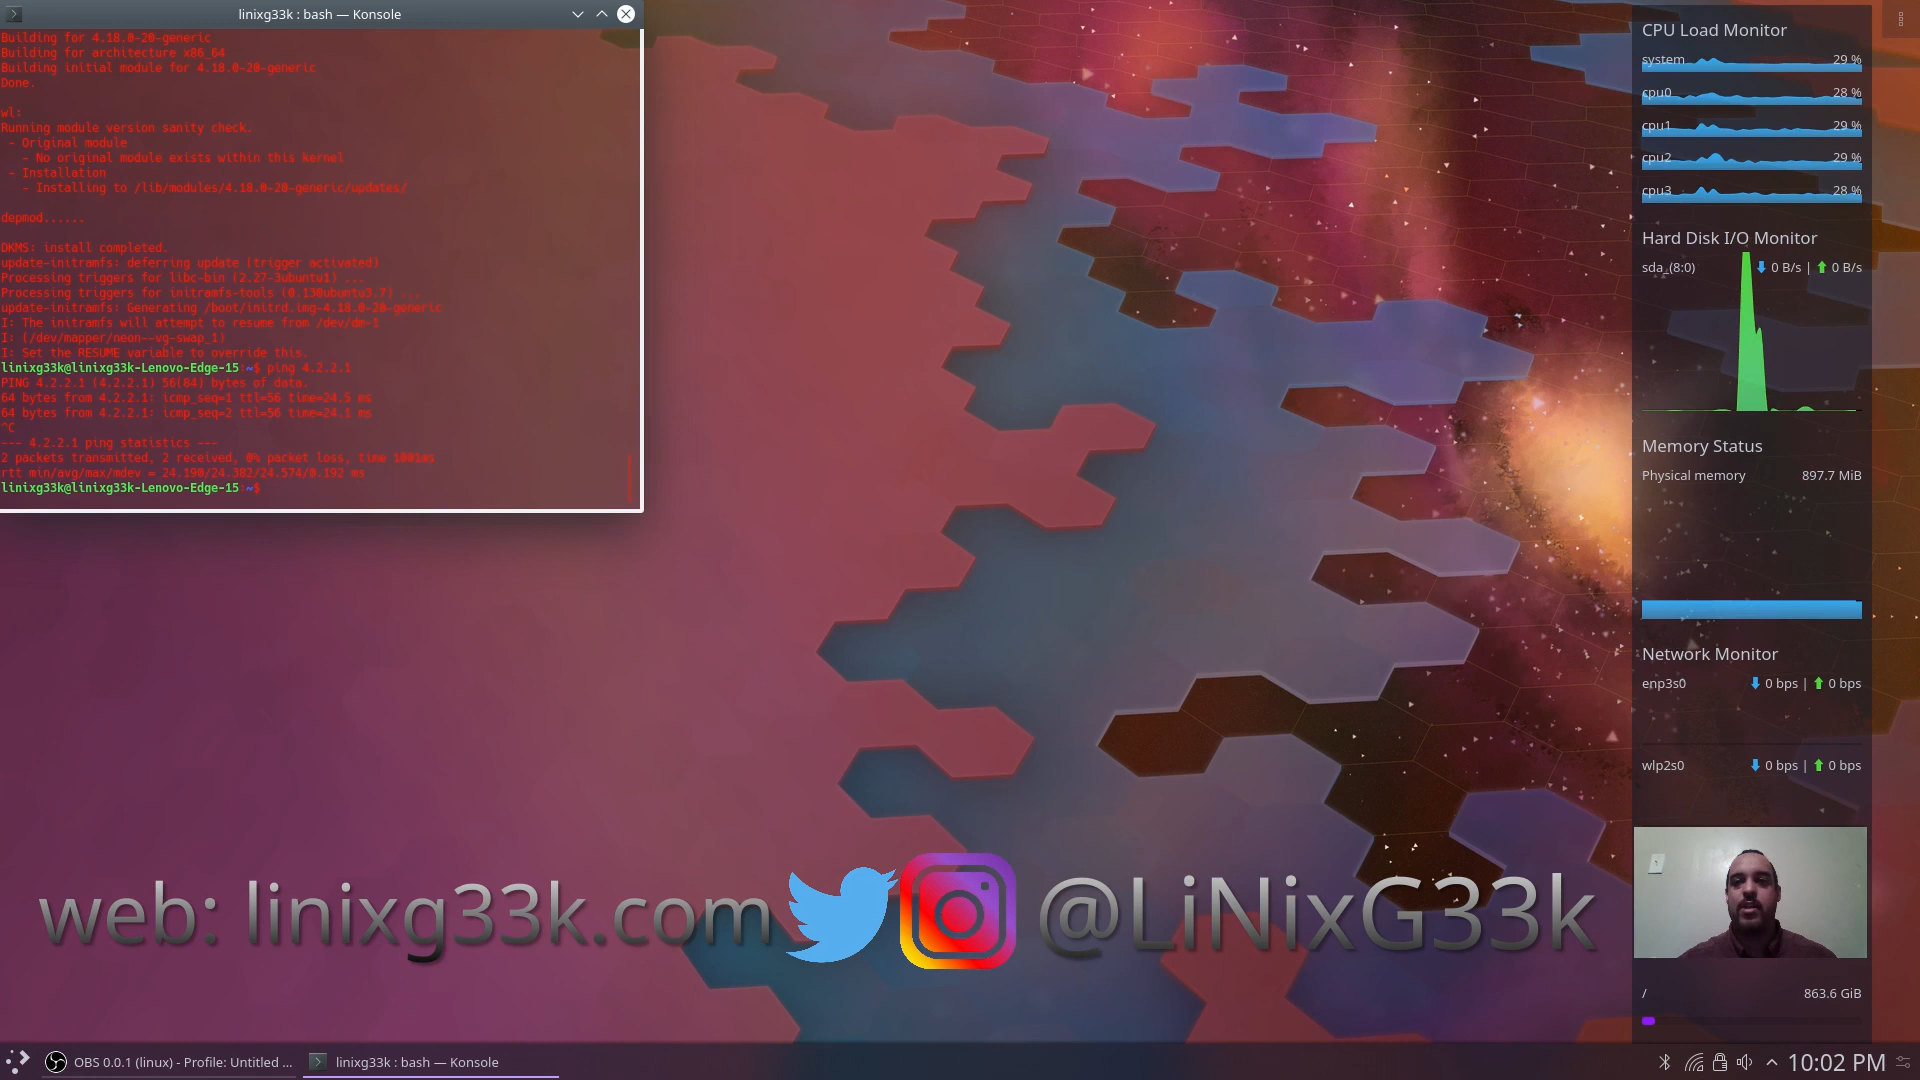 linixg33k : bash — Konsole
Building for 4.18.0-20-generic
Building for architecture x86_64
Building initial module for 4.18.0-20-generic
Done.
wl:
Running module version sanity check.
- Original module
- No original module exists within this kernel
- Installation
- Installing to /lib/modules/4.18.0-20-generic/updates/
depmod......
DKMS: install completed.
update-initramfs: deferring update (trigger activated)
Processing triggers for libc-bin (2.27-3ubuntu1) ...
Processing triggers for initramfs-tools (0.130ubuntu3.7) ...
update-initramfs: Generating /boot/initrd.img-4.18.0-20-generic
I: The initramfs will attempt to resume from /dev/dm-1
I: (/dev/mapper/neon--vg-swap_1)
I: Set the RESUME variable to override this.
linixg33k@linixg33k-Lenovo-Edge-15:~$ ping 4.2.2.1
PING 4.2.2.1 (4.2.2.1) 56(84) bytes of data.
64 bytes from 4.2.2.1: icmp_seq=1 ttl=56 time=24.5 ms
64 bytes from 4.2.2.1: icmp_seq=2 ttl=56 time=24.1 ms
^C
--- 4.2.2.1 ping statistics ---
2 packets transmitted, 2 received, 0% packet loss, time 1001ms
rtt min/avg/max/mdev = 24.190/24.382/24.574/0.192 ms
linixg33k@linixg33k-Lenovo-Edge-15:~$
CPU Load Monitor
system 29 %
cpu0 28 %
cpu1 29 %
cpu2 29 %
cpu3 28 %
Hard Disk I/O Monitor
sda_(8:0) 0 B/s | 0 B/s
Memory Status
Physical memory 897.7 MiB
Network Monitor
enp3s0 0 bps | 0 bps
wlp2s0 0 bps | 0 bps
/ 863.6 GiB
web: linixg33k.com @LiNixG33k
OBS 0.0.1 (linux) - Profile: Untitled ...
linixg33k : bash — Konsole
10:02 PM